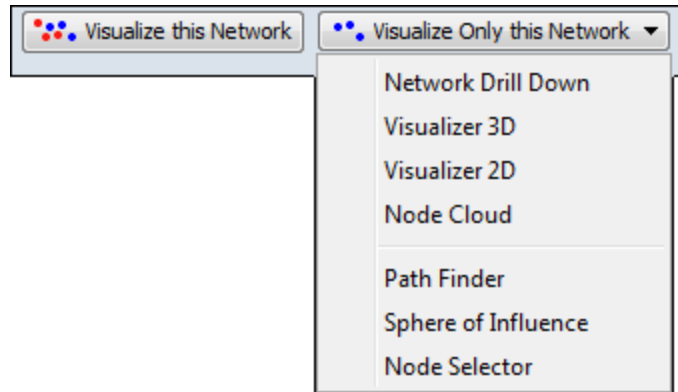 Visualize this Network
Visualize Only this Network
Network Drill Down
Visualizer 3D
Visualizer 2D
Node Cloud
Path Finder
Sphere of Influence
Node Selector